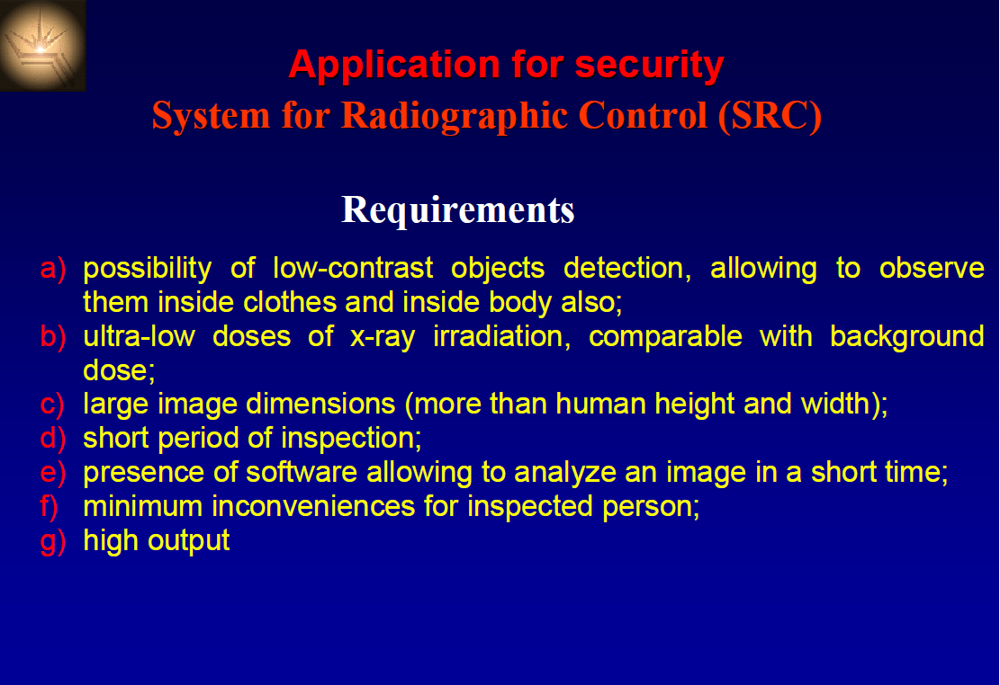 Application for security
System for Radiographic Control (SRC)
Requirements
a) possibility of low-contrast objects detection, allowing to observe
them inside clothes and inside body also;
b) ultra-low doses of x-ray irradiation, comparable with background
dose;
c) large image dimensions (more than human height and width);
d) short period of inspection;
e) presence of software allowing to analyze an image in a short time;
f) minimum inconveniences for inspected person;
g) high output